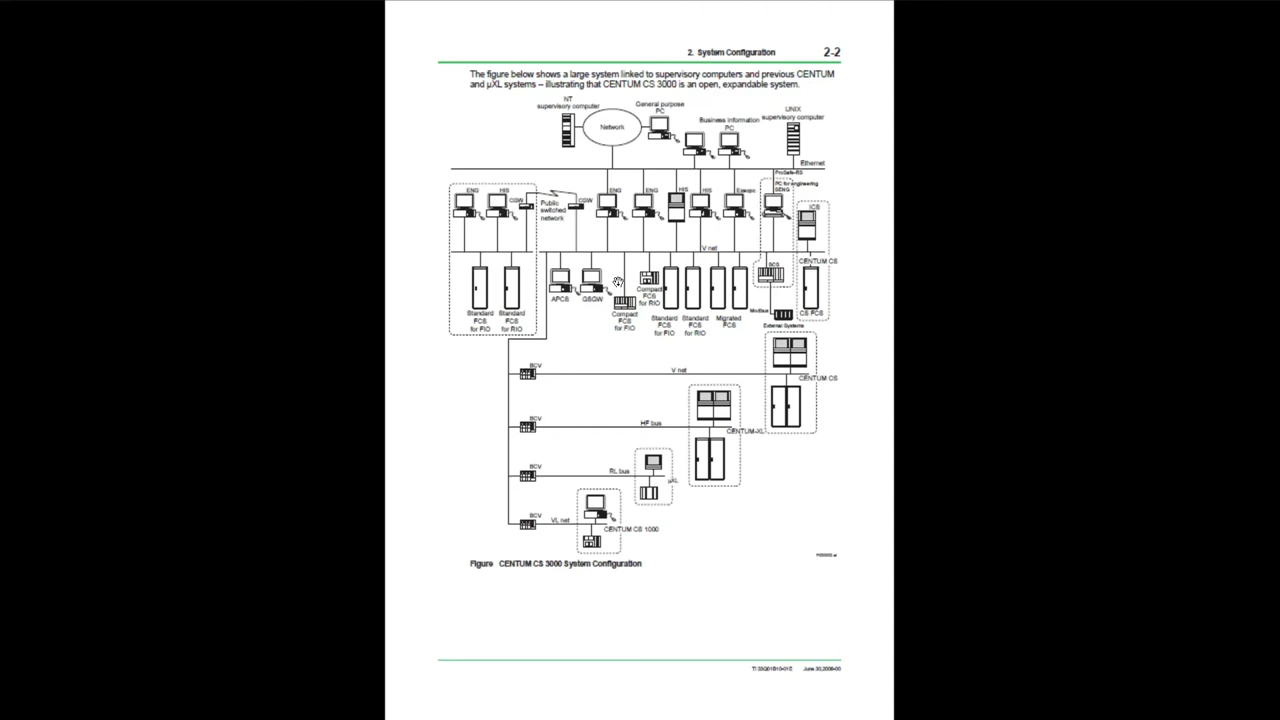 2. System Configuration 2-2
The figure below shows a large system linked to supervisory computers and previous CENTUM
and µXL systems – illustrating that CENTUM CS 3000 is an open, expandable system.
NT
supervisory computer
General purpose
PC
UNIX
supervisory computer
Business information
PC
Network
Ethernet
ProSafe-RS
PC for engineering
SENG
ENG
HIS
CGW
Public
switched
network
CGW
ENG
ENG
HIS
HIS
Exaopc
ICS
V net
CENTUM CS
SCS
APCS
GSGW
Compact
FCS
for FIO
Compact
FCS
for RIO
Standard
FCS
for FIO
Standard
FCS
for RIO
Standard
FCS
for FIO
Standard
FCS
for RIO
Migrated
FCS
Modbus
CS FCS
External Systems
BCV
V net
CENTUM CS
BCV
HF bus
CENTUM-XL
BCV
RL bus
µXL
BCV
VL net
CENTUM CS 1000
Figure CENTUM CS 3000 System Configuration